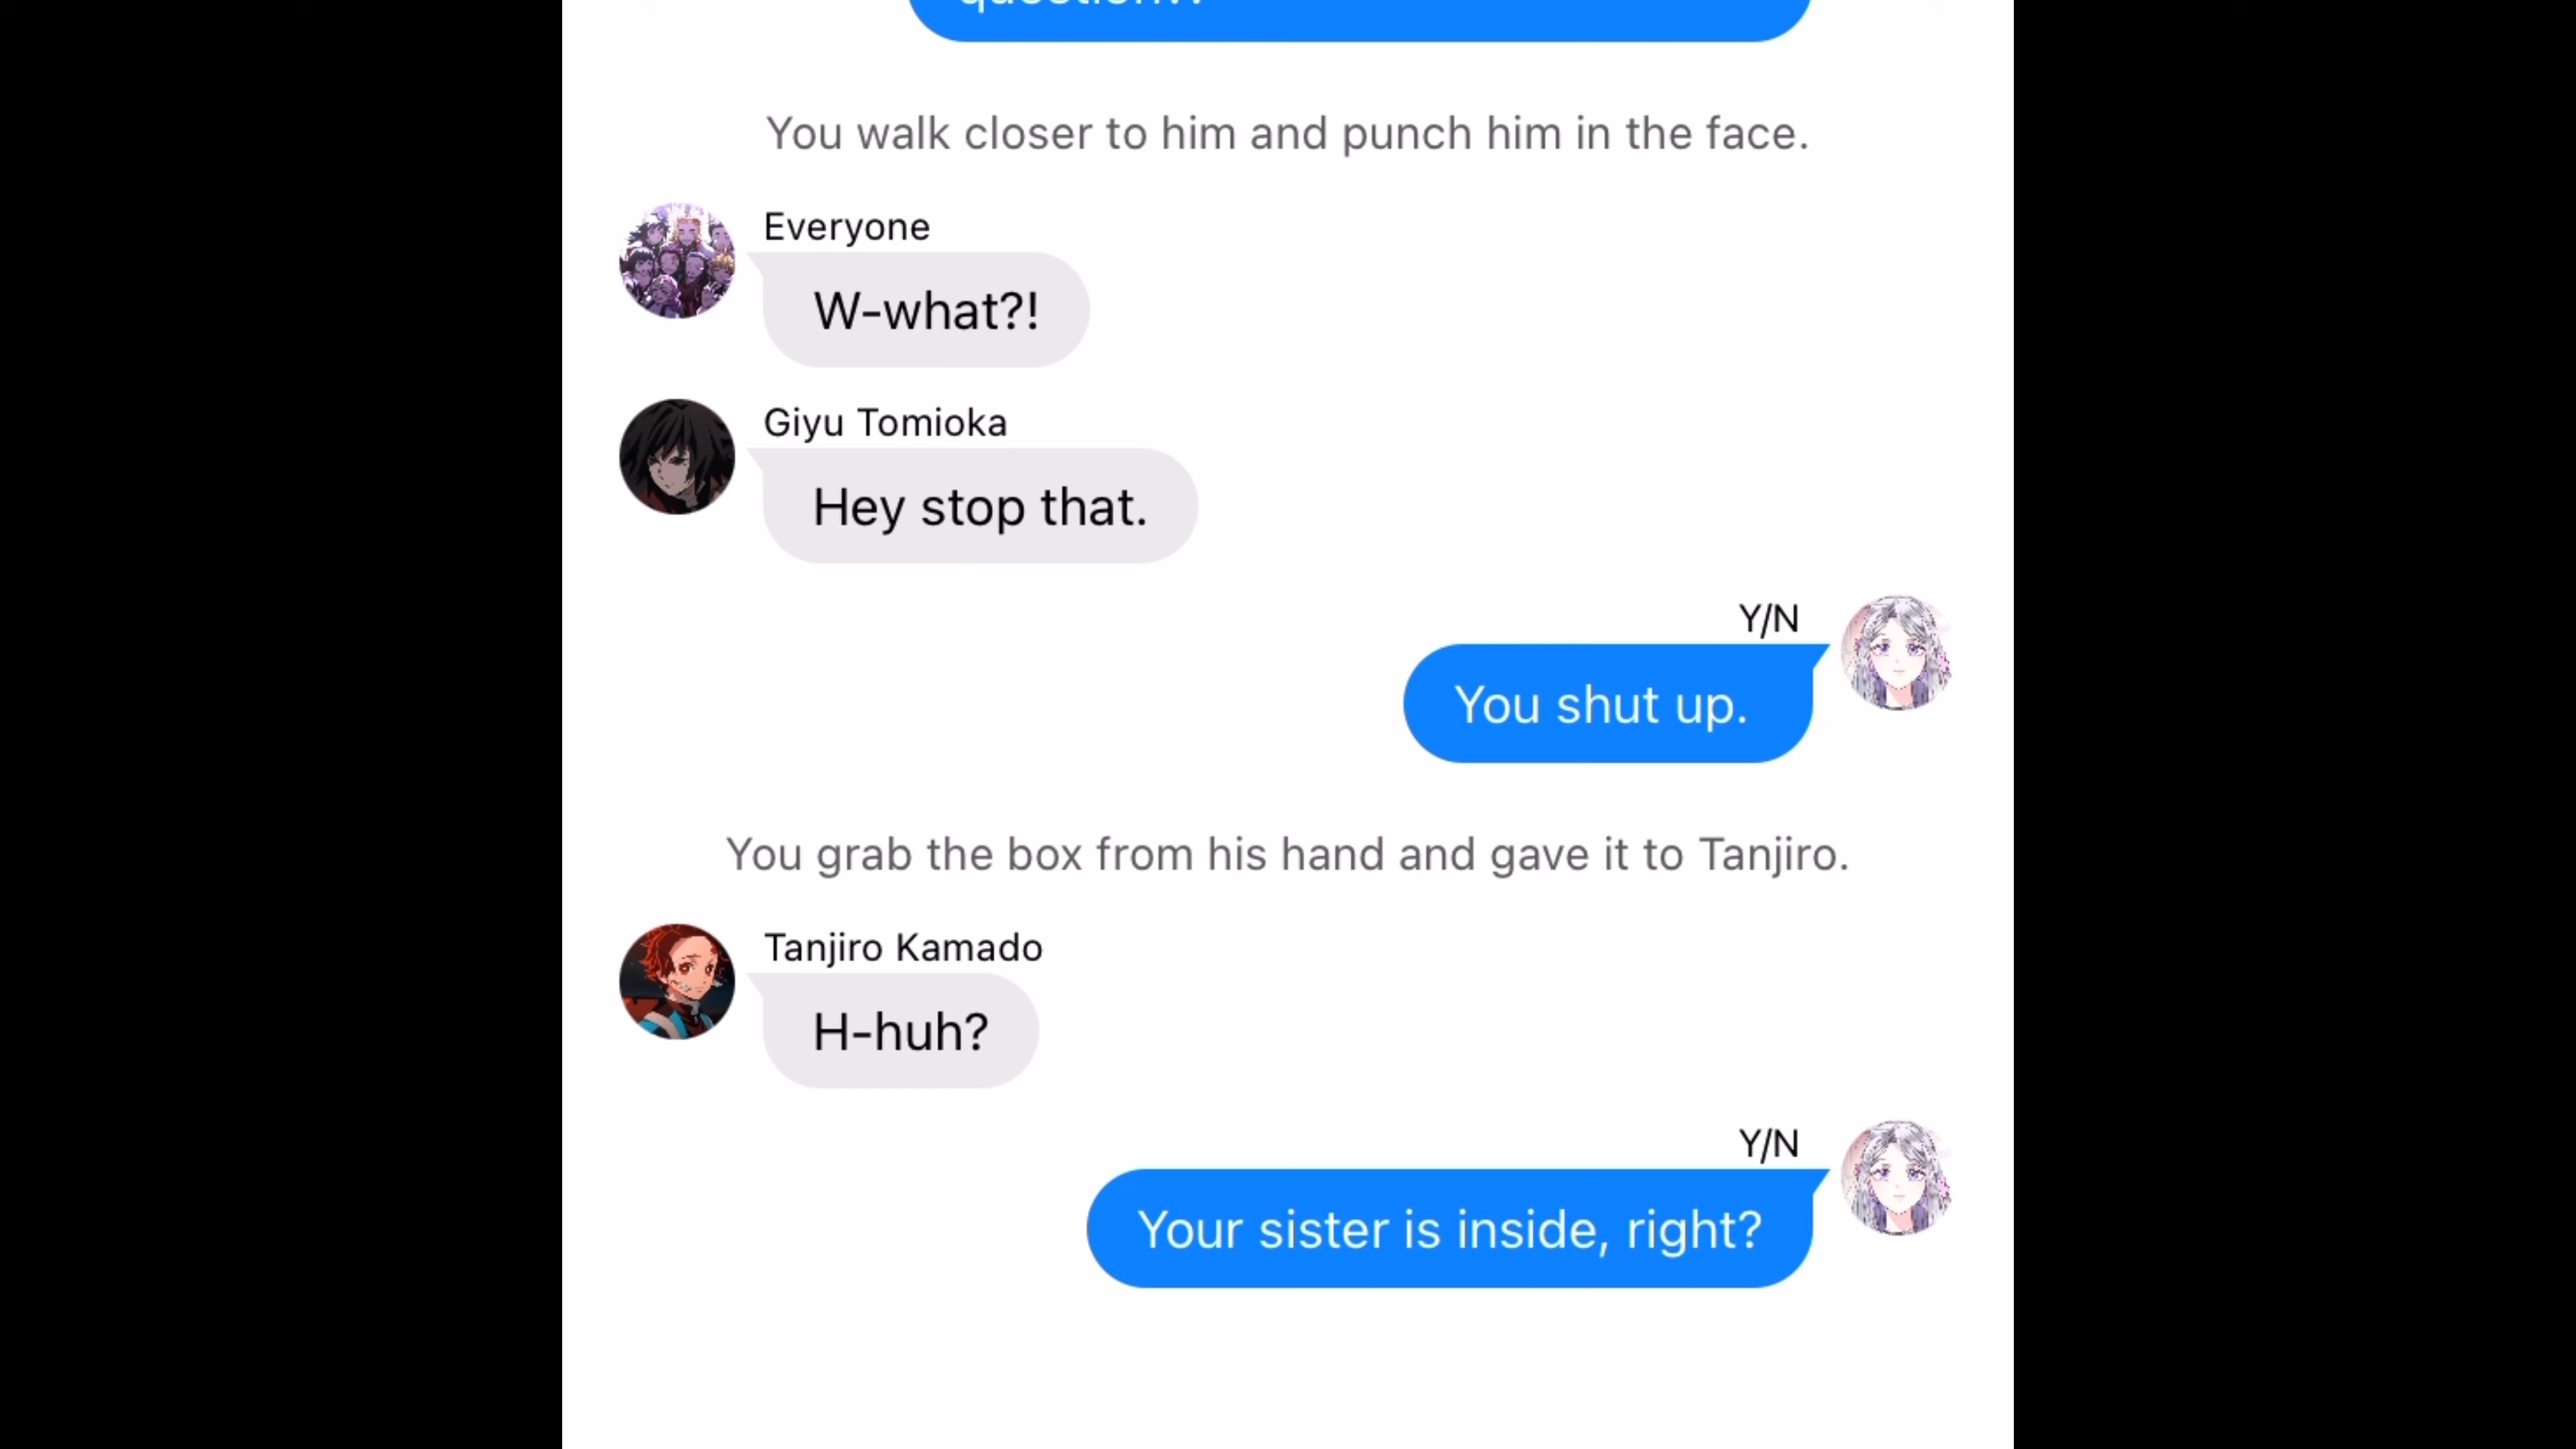 You walk closer to him and punch him in the face.
Everyone
W-what?!
Giyu Tomioka
Hey stop that.
Y/N
You shut up.
You grab the box from his hand and gave it to Tanjiro.
Tanjiro Kamado
H-huh?
Y/N
Your sister is inside, right?